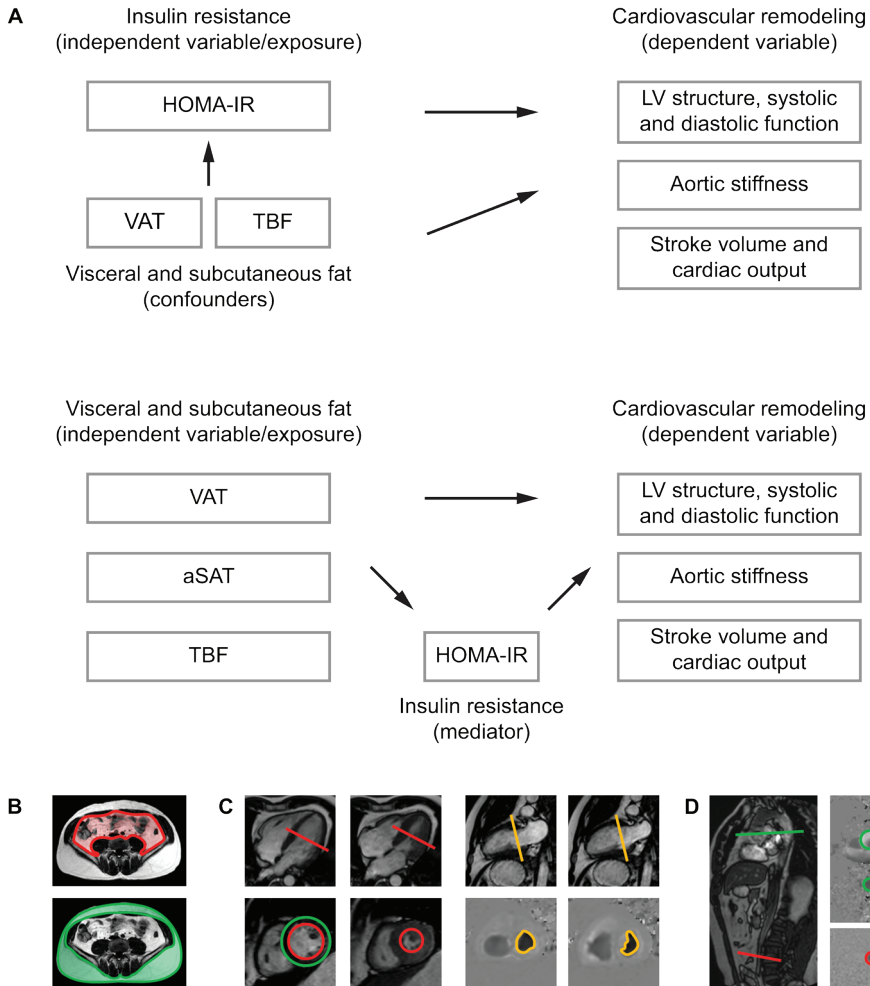 A
Insulin resistance
(independent variable/exposure)
Cardiovascular remodeling
(dependent variable)
HOMA-IR
LV structure, systolic
and diastolic function
VAT
TBF
Aortic stiffness
Visceral and subcutaneous fat
(confounders)
Stroke volume and
cardiac output
Visceral and subcutaneous fat
(independent variable/exposure)
Cardiovascular remodeling
(dependent variable)
VAT
LV structure, systolic
and diastolic function
aSAT
Aortic stiffness
TBF
HOMA-IR
Stroke volume and
cardiac output
Insulin resistance
(mediator)
B
C
D